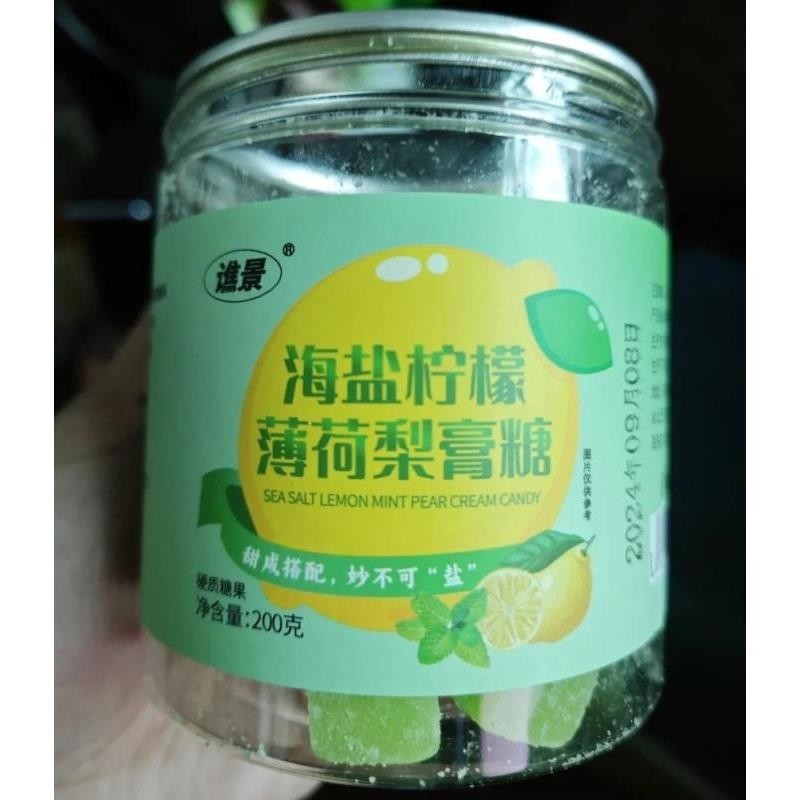 谯景®
海盐柠檬
薄荷梨膏糖
SEA SALT LEMON MINT PEAR CREAM CANDY
甜咸搭配，妙不可“盐”
图片仅供参考
硬质糖果
净含量：200克
2024年09月08日